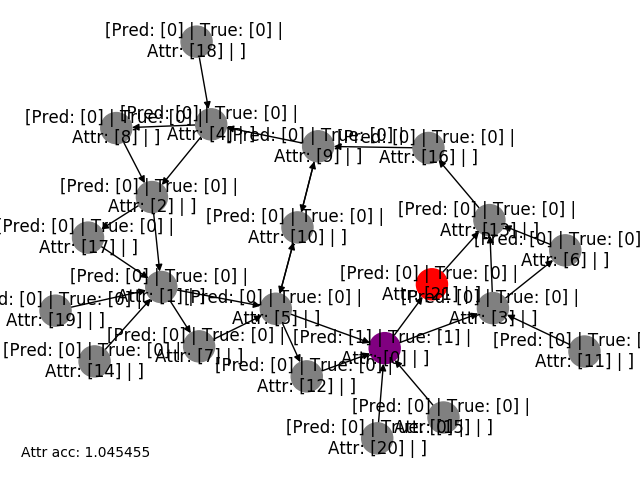 [Pred: [0] | True: [0] |
Attr: [18] | ]
[Pred: [0] | True: [0] |
Attr: [8] | ]
[Pred: [0] | True: [0] |
Attr: [4] | ]
[Pred: [0] | True: [0] |
Attr: [9] | ]
[Pred: [0] | True: [0] |
Attr: [16] | ]
[Pred: [0] | True: [0] |
Attr: [2] | ]
[Pred: [0] | True: [0] |
Attr: [10] | ]
[Pred: [0] | True: [0] |
Attr: [13] | ]
[Pred: [0] | True: [0] |
Attr: [17] | ]
[Pred: [0] | True: [0]
Attr: [6] | ]
[Pred: [0] | True: [0] |
Attr: [1] | ]
[Pred: [0] | True: [0] |
Attr: [21] | ]
d: [0] | True: [0] |
Attr: [19] | ]
[Pred: [0] | True: [0] |
Attr: [5] | ]
[Pred: [0] | True: [0] |
Attr: [3] | ]
[Pred: [0] | True: [0] |
Attr: [14] | ]
[Pred: [0] | True: [0] |
Attr: [7] | ]
[Pred: [1] | True: [1] |
Attr: [0] | ]
[Pred: [0] | True: [0] |
Attr: [11] | ]
[Pred: [0] | True: [0] |
Attr: [12] | ]
[Pred: [0] | True: [0] |
Attr: [15] | ]
[Pred: [0] | True: [0] |
Attr: [20] | ]
Attr acc: 1.045455